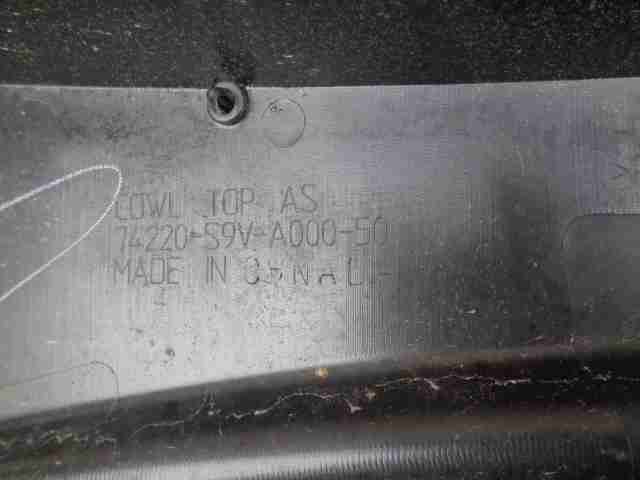 COWL TOP AS
74220-S9V-A000-50
MADE IN